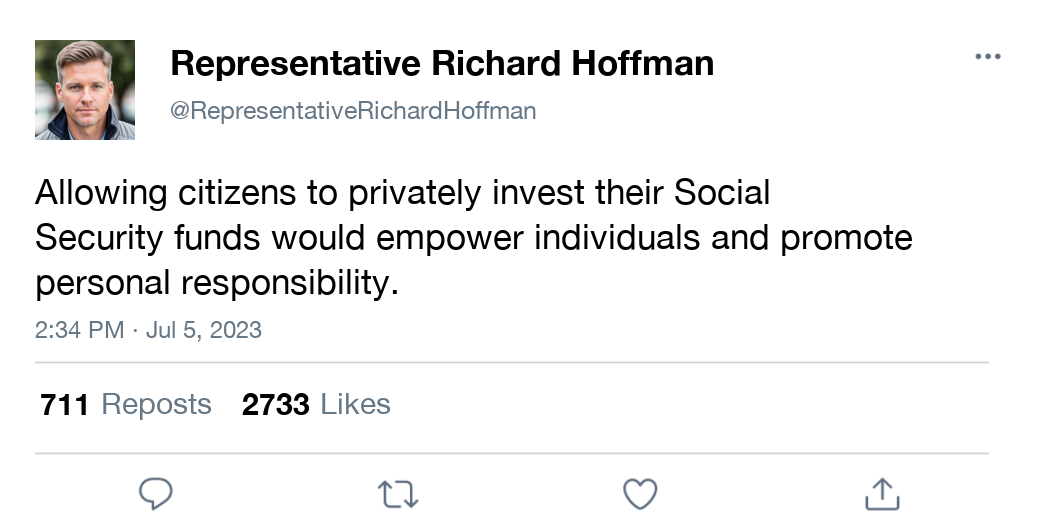 Representative Richard Hoffman
@RepresentativeRichardHoffman
Allowing citizens to privately invest their Social
Security funds would empower individuals and promote
personal responsibility.
2:34 PM · Jul 5, 2023
711 Reposts 2733 Likes